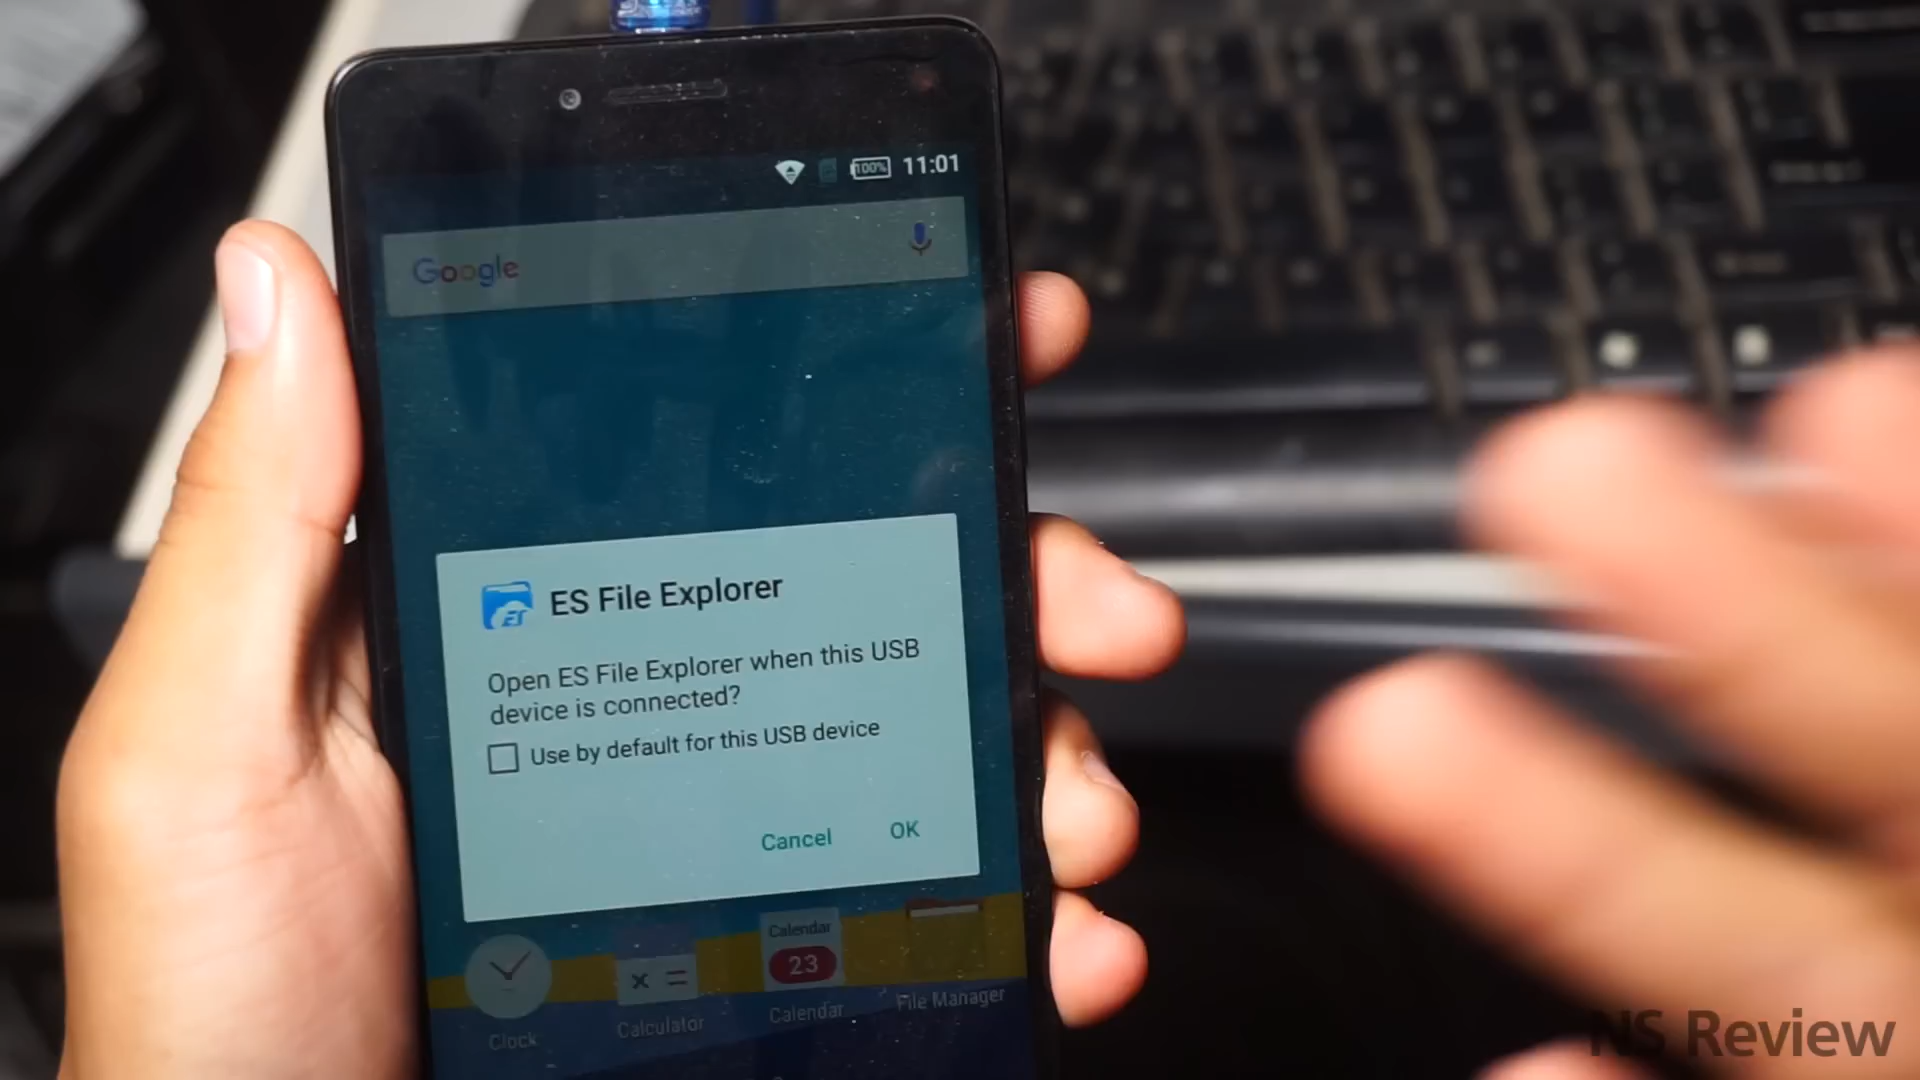 100%
11:01
Google
ES
ES File Explorer
Open ES File Explorer when this USB
device is connected?
Use by default for this USB device
Cancel
OK
Calendar
23
Clock
Calculator
Calendar
File Manager
NS Review